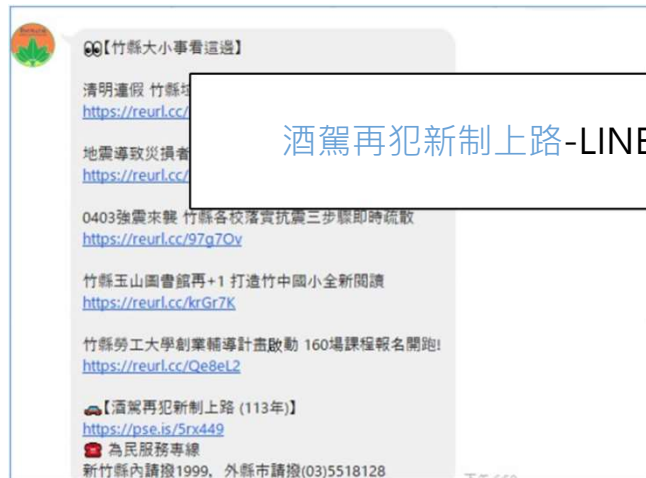 👀【竹縣大小事看這邊】
清明連假 竹縣
https://reurl.cc/
酒駕再犯新制上路-LINE
地震導致災損者
https://reurl.cc/
0403強震來襲 竹縣各校落實抗震三步驟即時疏散
https://reurl.cc/97g7Ov
竹縣玉山圖書館再+1 打造竹中國小全新閱讀
https://reurl.cc/krGr7K
竹縣勞工大學創業輔導計畫啟動 160場課程報名開跑!
https://reurl.cc/Qe8eL2
🚗【酒駕再犯新制上路 (113年)】
https://pse.is/5rx449
☎️ 為民服務專線
新竹縣內請撥1999，外縣市請撥(03)5518128